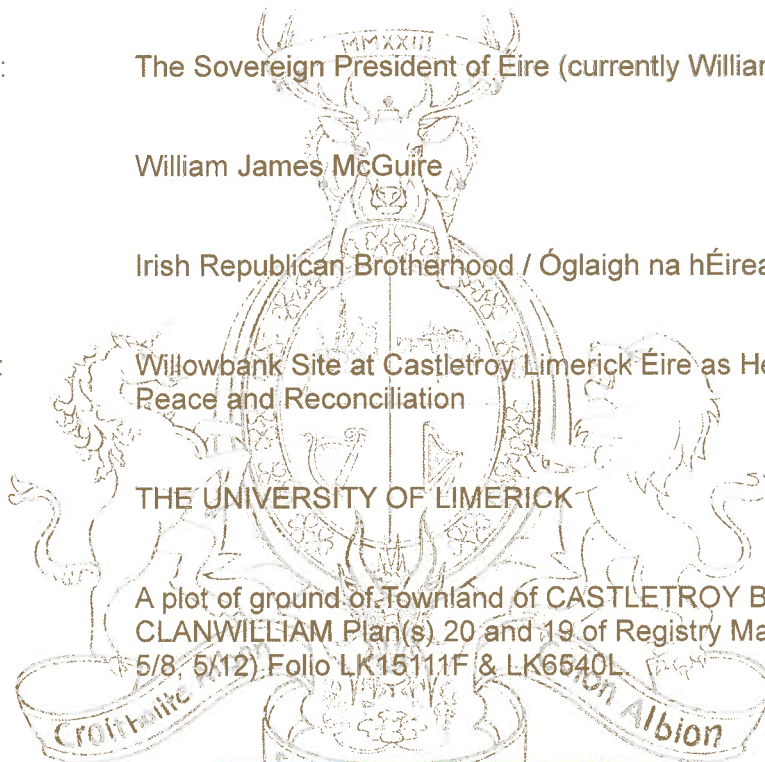 MMXXIII
: The Sovereign President of Éire (currently William
William James McGuire
Irish Republican Brotherhood / Óglaigh na hÉirea
: Willowbank Site at Castletroy Limerick Éire as He
Peace and Reconciliation
THE UNIVERSITY OF LIMERICK
A plot of ground of Townland of CASTLETROY B
CLANWILLIAM Plan(s) 20 and 19 of Registry Ma
5/8, 5/12) Folio LK15111F & LK6540L.
Albion